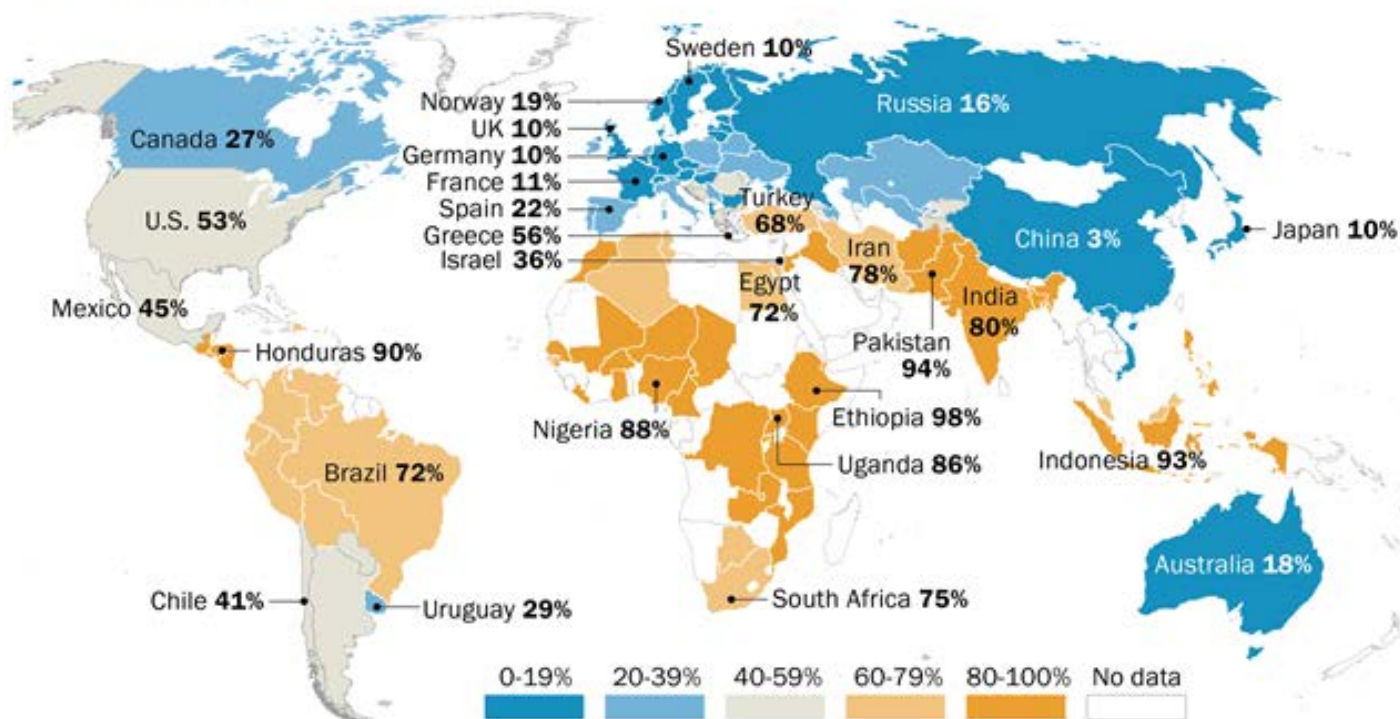 Sweden 10%
Norway 19%
UK 10%
Germany 10%
France 11%
Spain 22%
Greece 56%
Israel 36%
Canada 27%
U.S. 53%
Mexico 45%
Honduras 90%
Brazil 72%
Chile 41%
Uruguay 29%
Russia 16%
Turkey
68%
Iran
78%
Egypt
72%
China 3%
Japan 10%
India
80%
Pakistan
94%
Nigeria 88%
Ethiopia 98%
Uganda 86%
Indonesia 93%
South Africa 75%
Australia 18%
0-19% 20-39% 40-59% 60-79% 80-100% No data